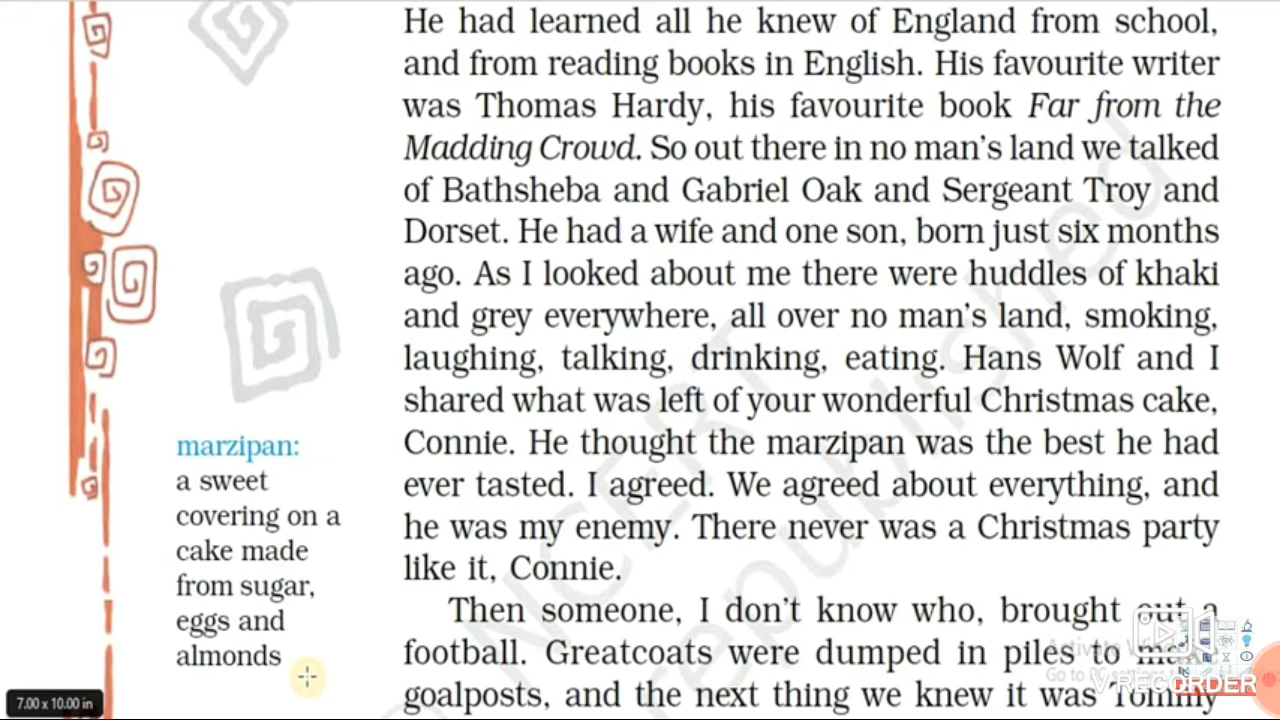 He had learned all he knew of England from school,
and from reading books in English. His favourite writer
was Thomas Hardy, his favourite book Far from the
Madding Crowd. So out there in no man's land we talked
of Bathsheba and Gabriel Oak and Sergeant Troy and
Dorset. He had a wife and one son, born just six months
ago. As I looked about me there were huddles of khaki
and grey everywhere, all over no man's land, smoking,
laughing, talking, drinking, eating. Hans Wolf and I
shared what was left of your wonderful Christmas cake,
Connie. He thought the marzipan was the best he had
ever tasted. I agreed. We agreed about everything, and
he was my enemy. There never was a Christmas party
like it, Connie.
Then someone, I don't know who, brought out a
football. Greatcoats were dumped in piles to make
goalposts, and the next thing we knew it was Tommy
marzipan:
a sweet
covering on a
cake made
from sugar,
eggs and
almonds
7.00 x 10.00 in
NCERT
republished
VRECORDER